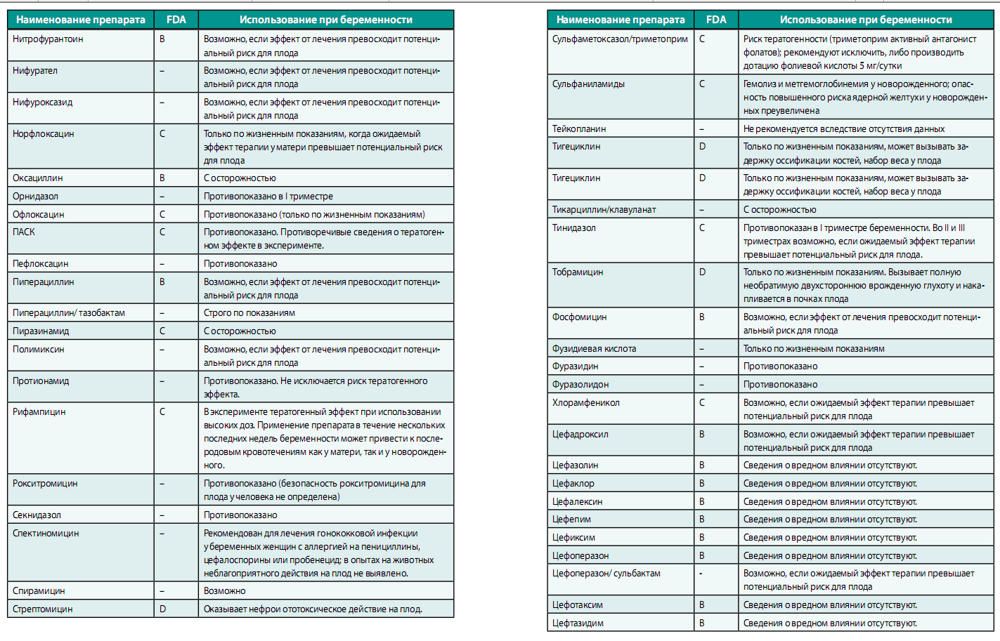 Наименование препарата FDA Использование при беременности
Нитрофурантоин B Возможно, если эффект от лечения превосходит потенци-
альный риск для плода
Нифурател – Возможно, если эффект от лечения превосходит потенци-
альный риск для плода
Нифуроксазид – Возможно, если эффект от лечения превосходит потенци-
альный риск для плода
Норфлоксацин C Только по жизненным показаниям, когда ожидаемый
эффект терапии у матери превышает потенциальный риск
для плода
Оксациллин B С осторожностью
Орнидазол – Противопоказано в I триместре
Офлоксацин C Противопоказано (только по жизненным показаниям)
ПАСК C Противопоказано. Противоречивые сведения о тератоген-
ном эффекте в эксперименте.
Пефлоксацин – Противопоказано
Пиперациллин B Возможно, если эффект от лечения превосходит потенци-
альный риск для плода
Пиперациллин/ тазобактам – Строго по показаниям
Пиразинамид C С осторожностью
Полимиксин – Возможно, если эффект от лечения превосходит потенци-
альный риск для плода
Протионамид – Противопоказано. Не исключается риск тератогенного
эффекта.
Рифампицин C В эксперименте тератогенный эффект при использовании
высоких доз. Применение препарата в течение нескольких
последних недель беременности может привести к после-
родовым кровотечениям как у матери, так и у новорожден-
ного.
Рокситромицин – Противопоказано (безопасность рокситромицина для
плода у человека не определена)
Секнидазол – Противопоказано
Спектиномицин – Рекомендован для лечения гонококковой инфекции
у беременных женщин с аллергией на пенициллины,
цефалоспорины или пробенецид; в опытах на животных
неблагоприятного действия на плод не выявлено.
Спирамицин – Возможно
Стрептомицин D Оказывает нефрои ототоксическое действие на плод.
Наименование препарата FDA Использование при беременности
Сульфаметоксазол/триметоприм C Риск тератогенности (триметоприм активный антагонист
фолатов); рекомендуют исключить, либо производить
дотацию фолиевой кислоты 5 мг/сутки
Сульфаниламиды C Гемолиз и метгемоглобинемия у новорожденного; опас-
ность повышенного риска ядерной желтухи у новорожден-
ных преувеличена
Тейкопланин – Не рекомендуется вследствие отсутствия данных
Тигециклин D Только по жизненным показаниям, может вызывать за-
держку оссификации костей, набор веса у плода
Тигециклин D Только по жизненным показаниям, может вызывать за-
держку оссификации костей, набор веса у плода
Тикарциллин/клавуланат – С осторожностью
Тинидазол C Противопоказан в I триместре беременности. Во II и III
триместрах возможно, если ожидаемый эффект терапии
превышает потенциальный риск для плода.
Тобрамицин D Только по жизненным показаниям. Вызывает полную
необратимую двухстороннюю врожденную глухоту и нака-
пливается в почках плода
Фосфомицин B Возможно, если эффект от лечения превосходит потенци-
альный риск для плода
Фузидиевая кислота – Только по жизненным показаниям
Фуразидин – Противопоказано
Фуразолидон – Противопоказано
Хлорамфеникол C Возможно, если ожидаемый эффект терапии превышает
потенциальный риск для плода
Цефадроксил B Возможно, если ожидаемый эффект терапии превышает
потенциальный риск для плода
Цефазолин B Сведения о вредном влиянии отсутствуют.
Цефаклор B Сведения о вредном влиянии отсутствуют.
Цефалексин B Сведения о вредном влиянии отсутствуют.
Цефепим B Сведения о вредном влиянии отсутствуют.
Цефиксим B Сведения о вредном влиянии отсутствуют.
Цефоперазон B Сведения о вредном влиянии отсутствуют.
Цефоперазон/ сульбактам - Возможно, если ожидаемый эффект терапии превышает
потенциальный риск для плода
Цефотаксим B Сведения о вредном влиянии отсутствуют.
Цефтазидим B Сведения о вредном влиянии отсутствуют.